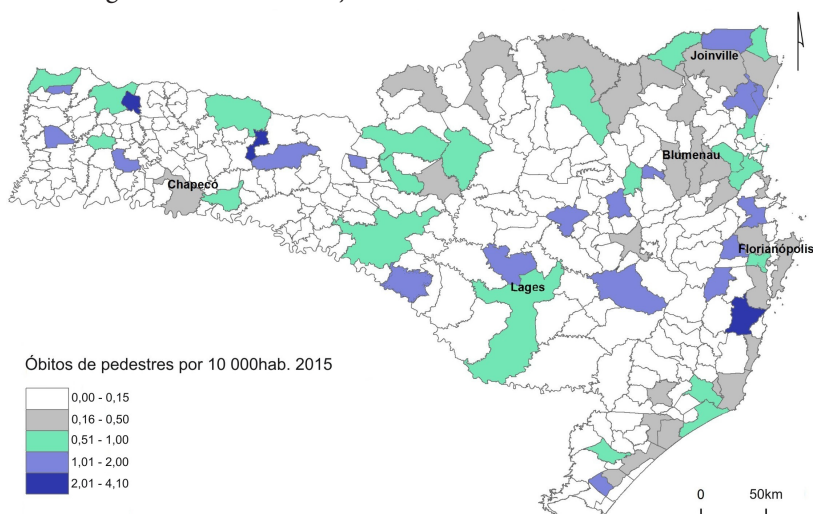 Joinville
Blumenau
Chapecó
Florianópolis
Lages
Óbitos de pedestres por 10 000hab. 2015
0,00 - 0,15
0,16 - 0,50
0,51 - 1,00
1,01 - 2,00
2,01 - 4,10
0 50km